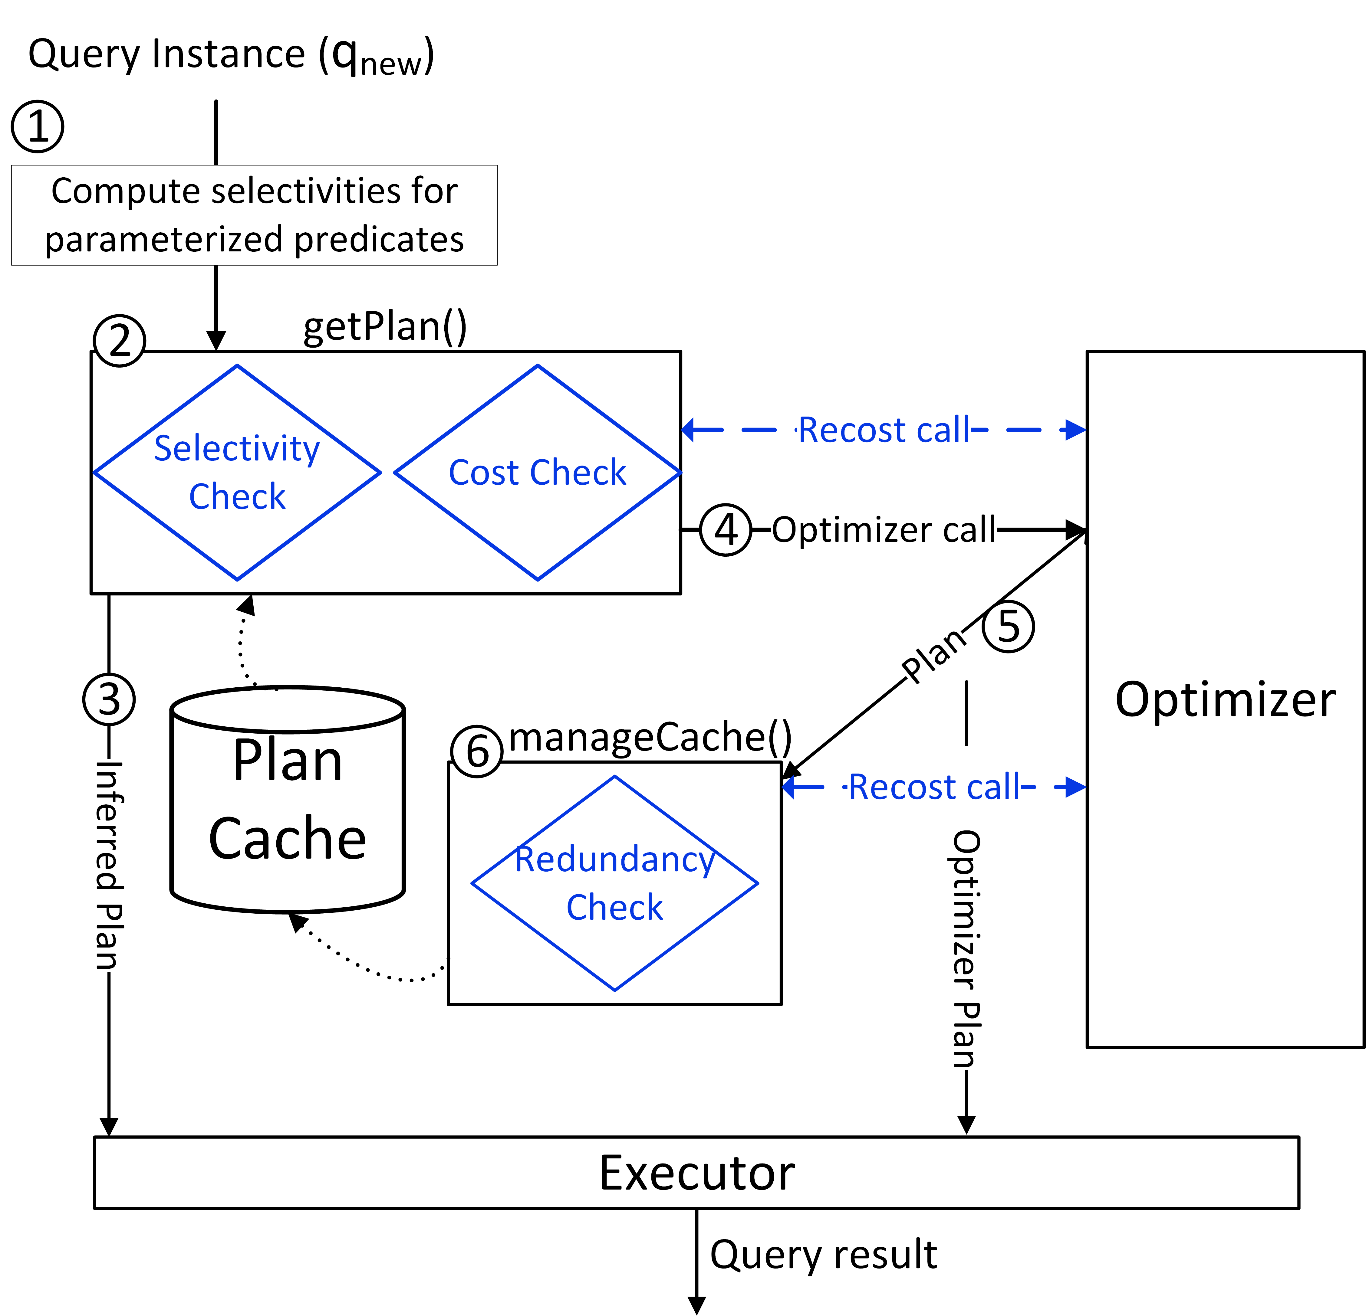 Query Instance (qnew)
1
Compute selectivities for
parameterized predicates
2
getPlan()
Selectivity
Check
Cost Check
Recost call
4
Optimizer call
5
Plan
Optimizer
3
Inferred Plan
Plan
Cache
6
manageCache()
Recost call
Redundancy
Check
Optimizer Plan
Executor
Query result